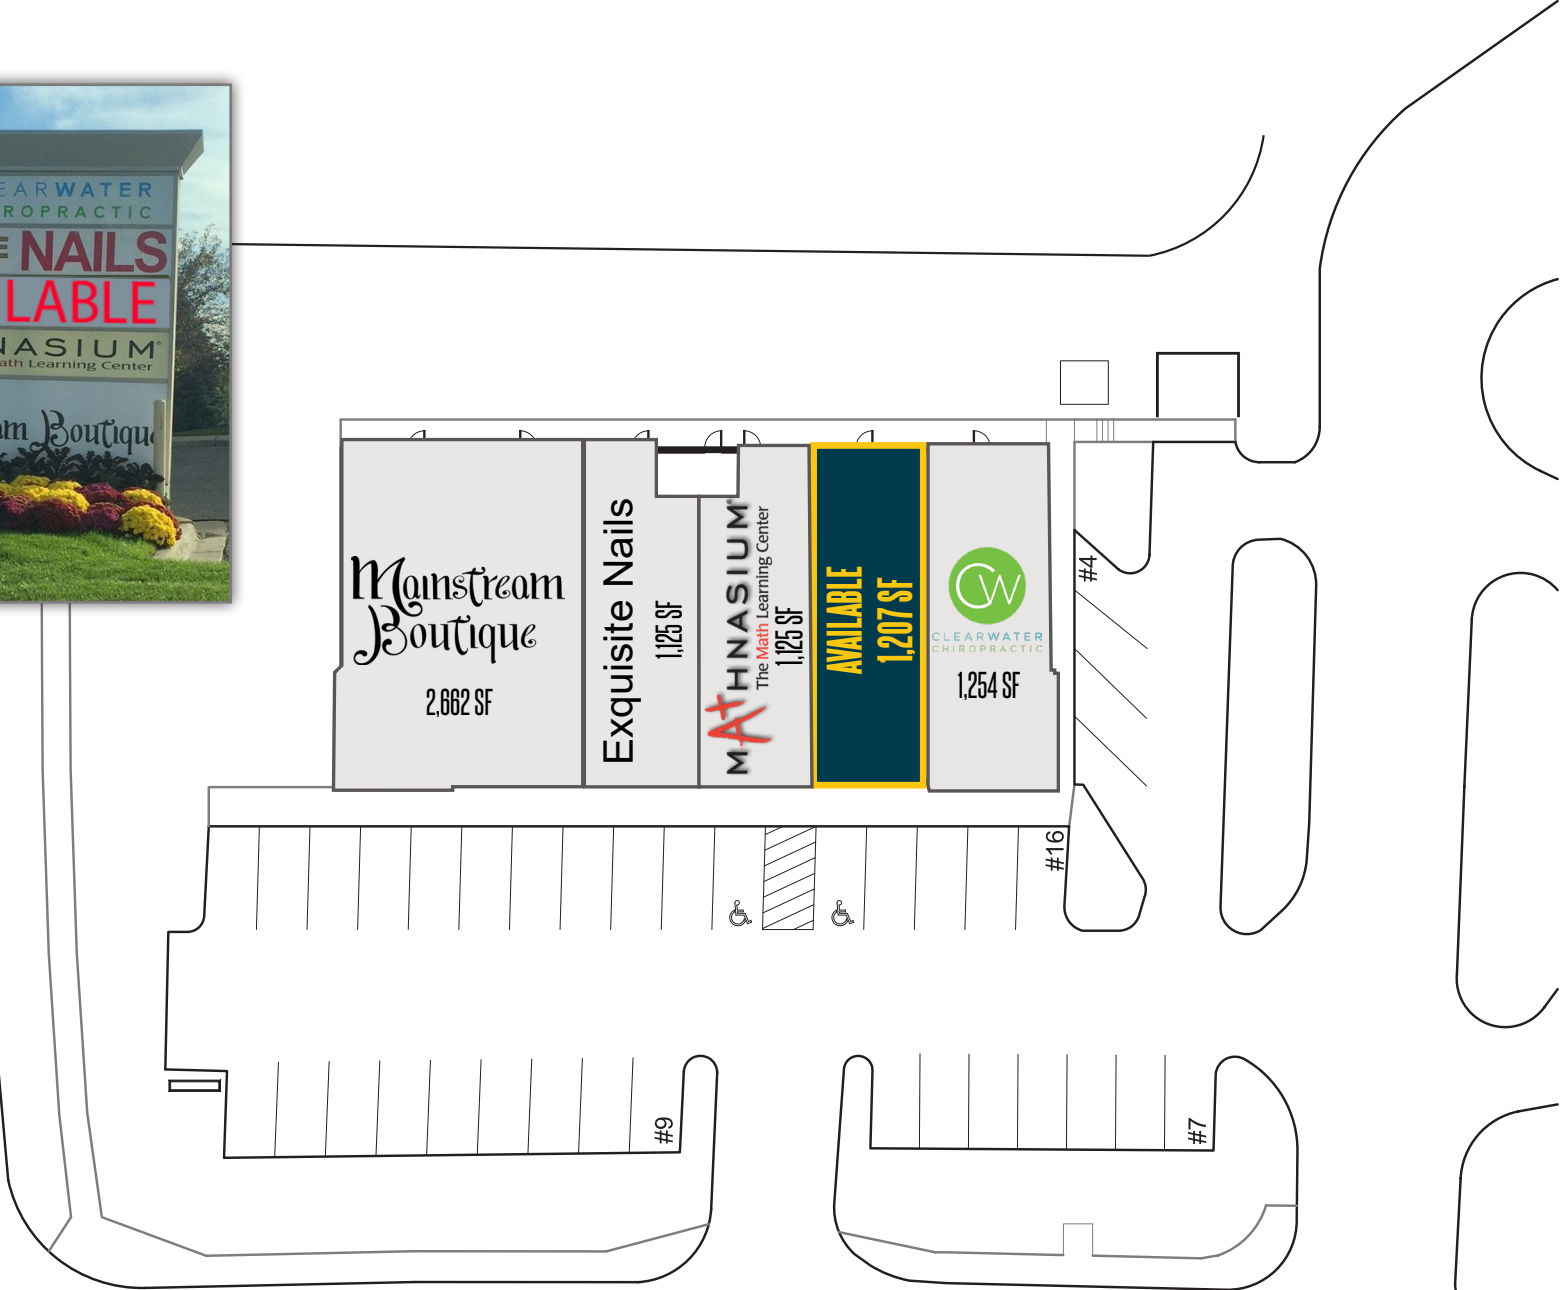 EARWATER
ROPRACTIC
E NAILS
LABLE
NASIUM®
ath Learning Center
am Boutiqu
Mainstream
Boutique
2,662 SF
Exquisite Nails
1,125 SF
MATHNASIUM®
The Math Learning Center
1,125 SF
AVAILABLE
1,207 SF
CW
CLEARWATER
CHIROPRACTIC
1,254 SF
#4
#16
#9
#7